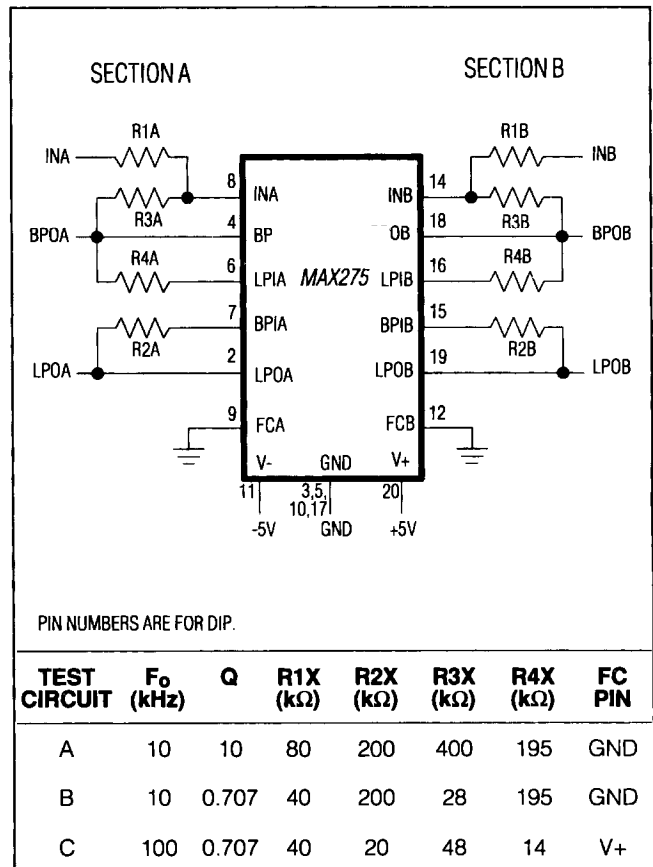 SECTION A
SECTION B
R1A
R1B
INA
INB
8
INA
INB
14
R3A
R3B
BPOA
4
BP
OB
18
BPOB
R4A
R4B
6
LPIA
MAX275
LPIB
16
7
BPIA
BPIB
15
R2A
R2B
LPOA
2
LPOA
LPOB
19
LPOB
9
FCA
FCB
12
V-
GND
V+
11
3,5,
10,17
20
-5V
GND
+5V
PIN NUMBERS ARE FOR DIP.
TEST CIRCUIT Fo (kHz) Q R1X (kΩ) R2X (kΩ) R3X (kΩ) R4X (kΩ) FC PIN
A 10 10 80 200 400 195 GND
B 10 0.707 40 200 28 195 GND
C 100 0.707 40 20 48 14 V+